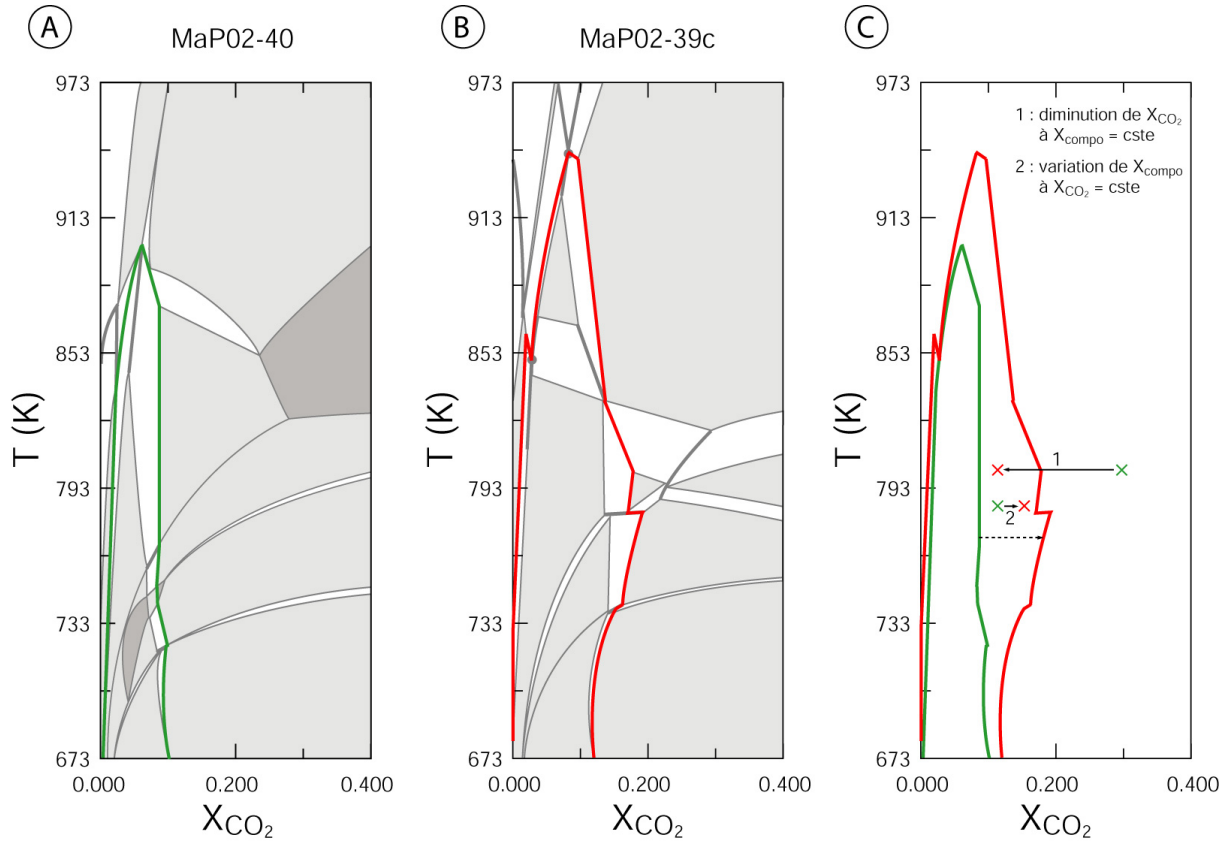 A
MaP02-40
973
913
853
793
733
673
T (K)
0.000
0.200
0.400
XCO2
B
MaP02-39c
973
913
853
793
733
673
T (K)
0.000
0.200
0.400
XCO2
C
973
913
853
793
733
673
T (K)
0.000
0.200
0.400
XCO2
1 : diminution de XCO2
à Xcompo = cste
2 : variation de Xcompo
à XCO2 = cste
1
2